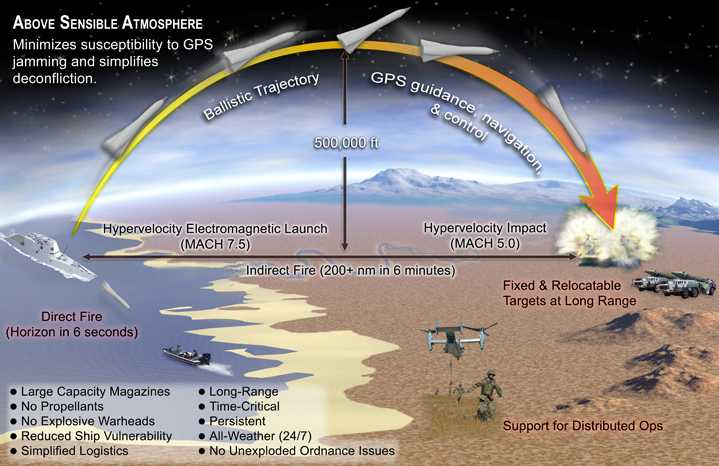 ABOVE SENSIBLE ATMOSPHERE
Minimizes susceptibility to GPS
jamming and simplifies
deconfliction.
Ballistic Trajectory
GPS guidance, navigation,
& control
500,000 ft
Hypervelocity Electromagnetic Launch
(MACH 7.5)
Hypervelocity Impact
(MACH 5.0)
Indirect Fire (200+ nm in 6 minutes)
Direct Fire
(Horizon in 6 seconds)
Fixed & Relocatable
Targets at Long Range
Support for Distributed Ops
● Large Capacity Magazines
● No Propellants
● No Explosive Warheads
● Reduced Ship Vulnerability
● Simplified Logistics
● Long-Range
● Time-Critical
● Persistent
● All-Weather (24/7)
● No Unexploded Ordnance Issues